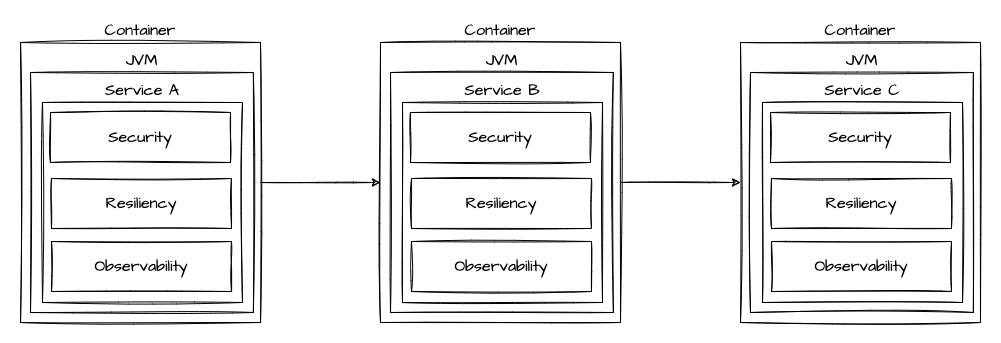 Container
JVM
Service A
Security
Resiliency
Observability
Container
JVM
Service B
Security
Resiliency
Observability
Container
JVM
Service C
Security
Resiliency
Observability